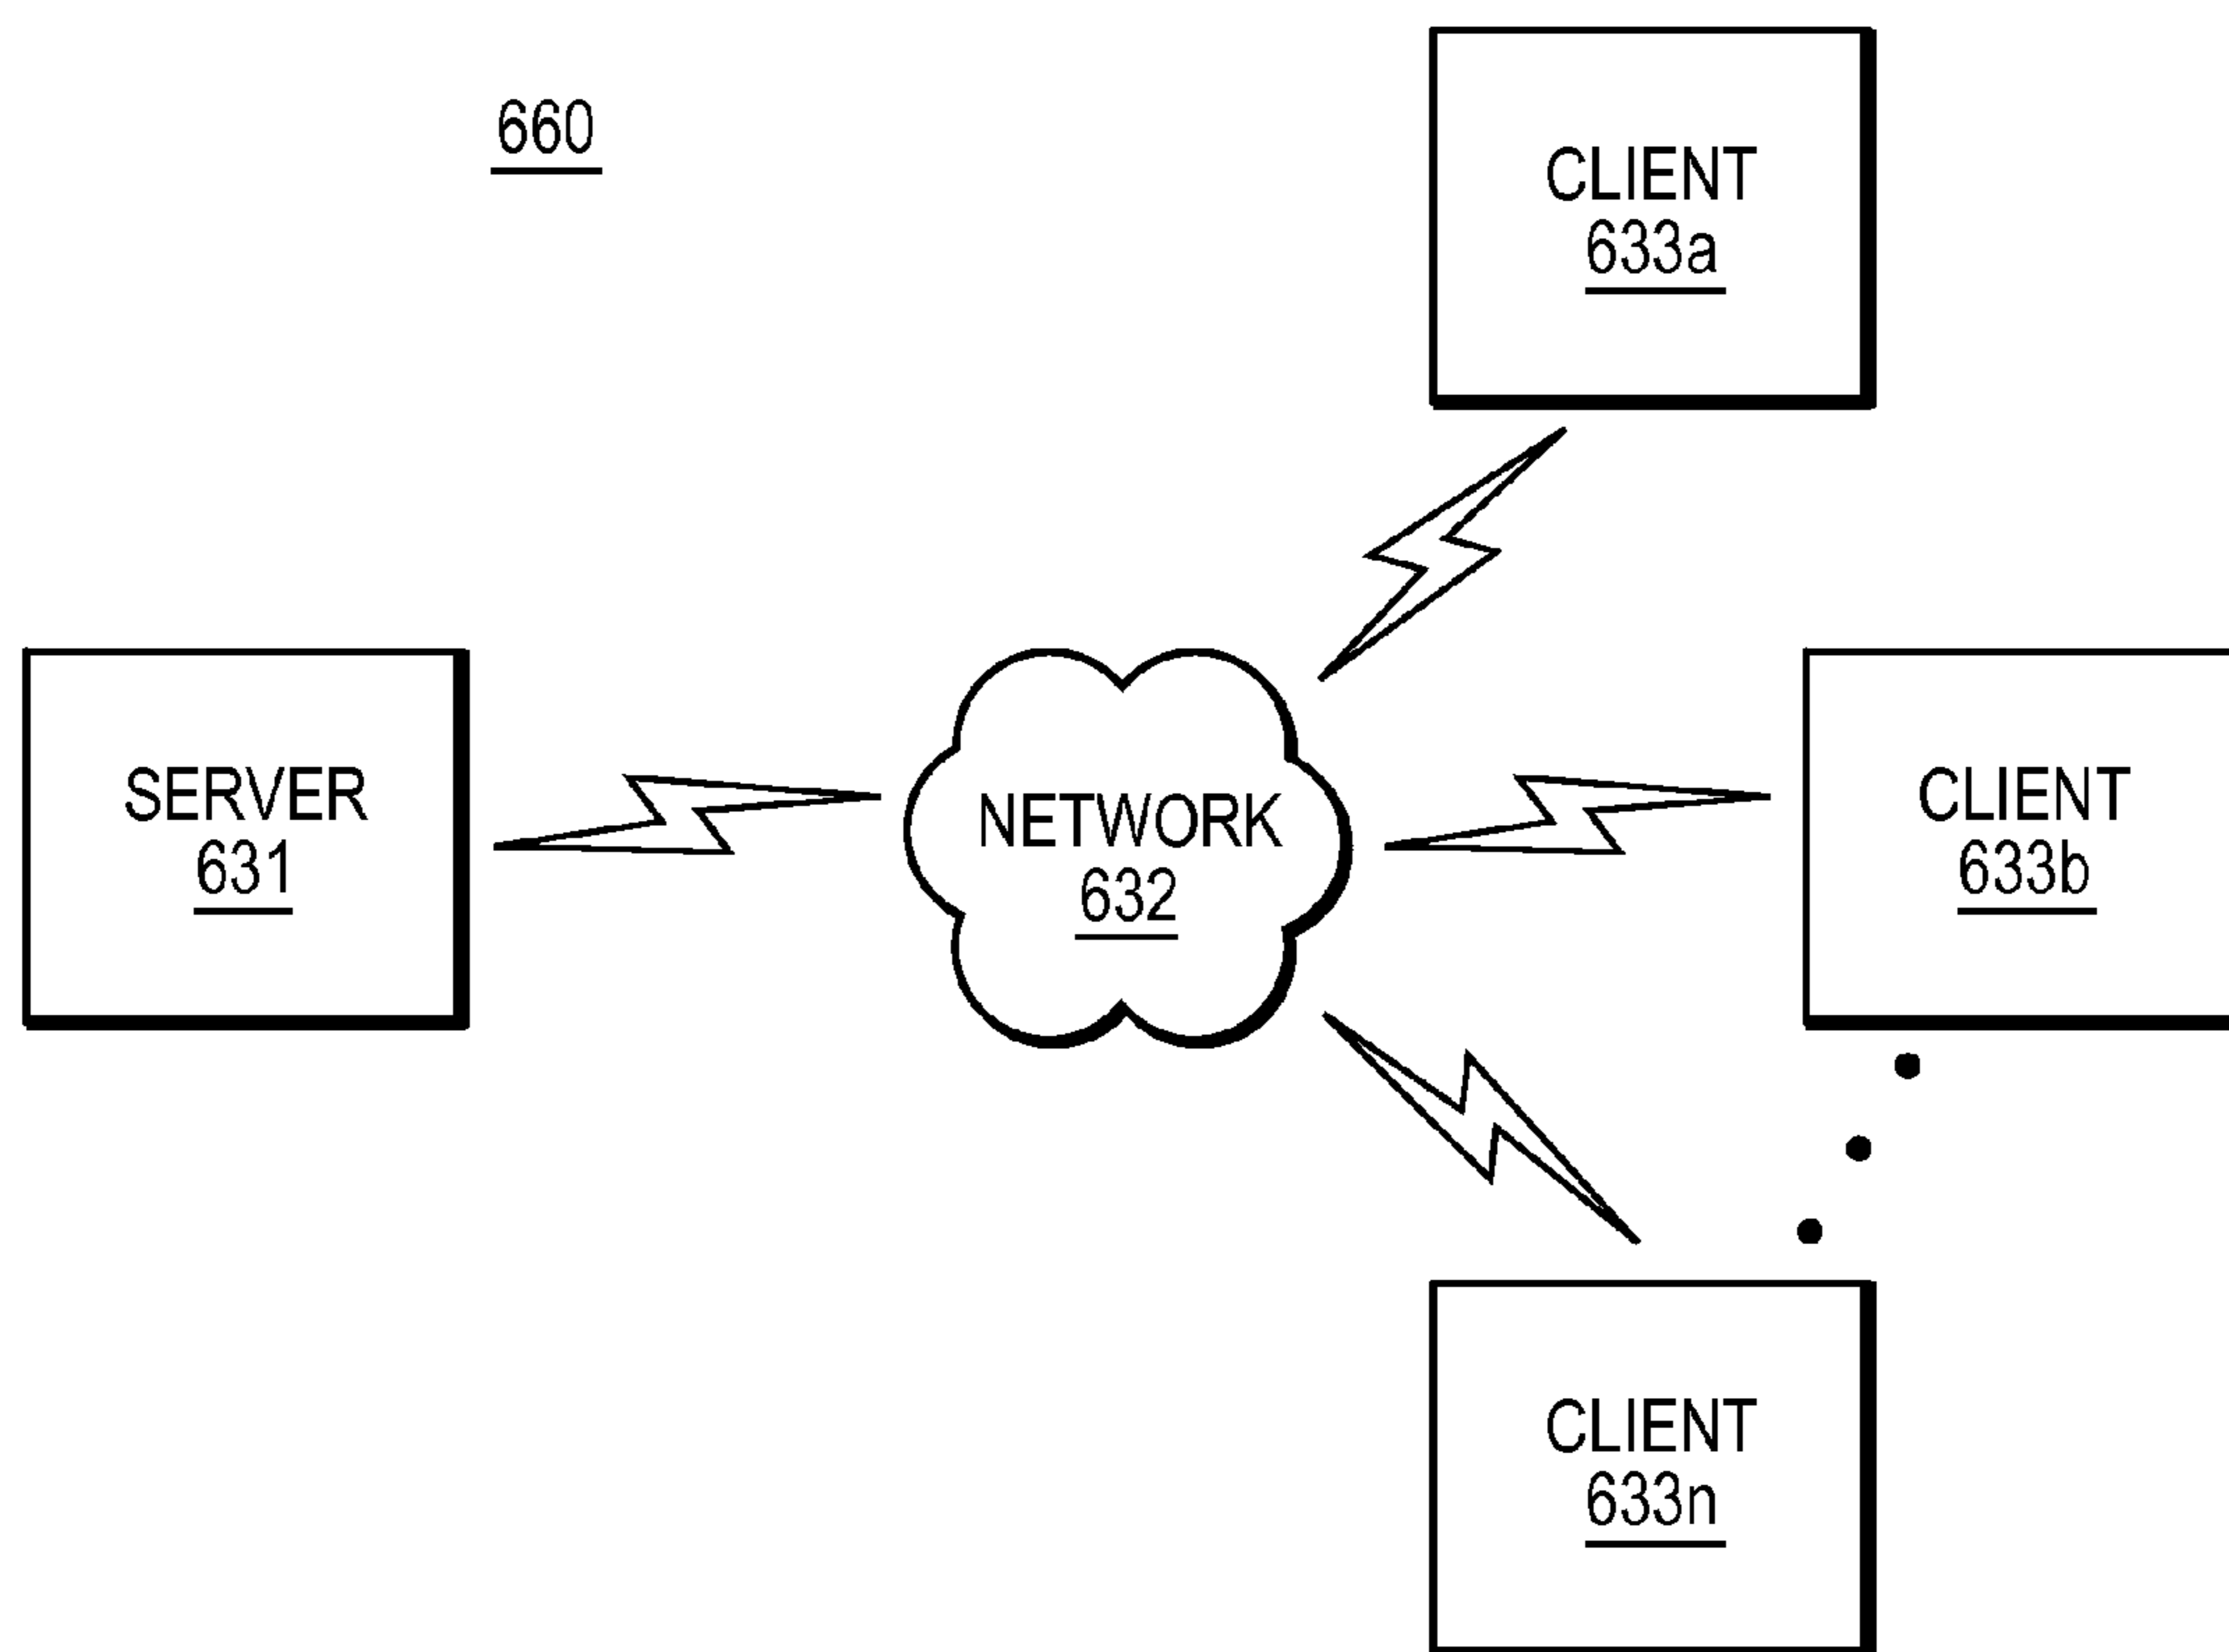 660
CLIENT
633a
SERVER
631
NETWORK
632
CLIENT
633b
CLIENT
633n